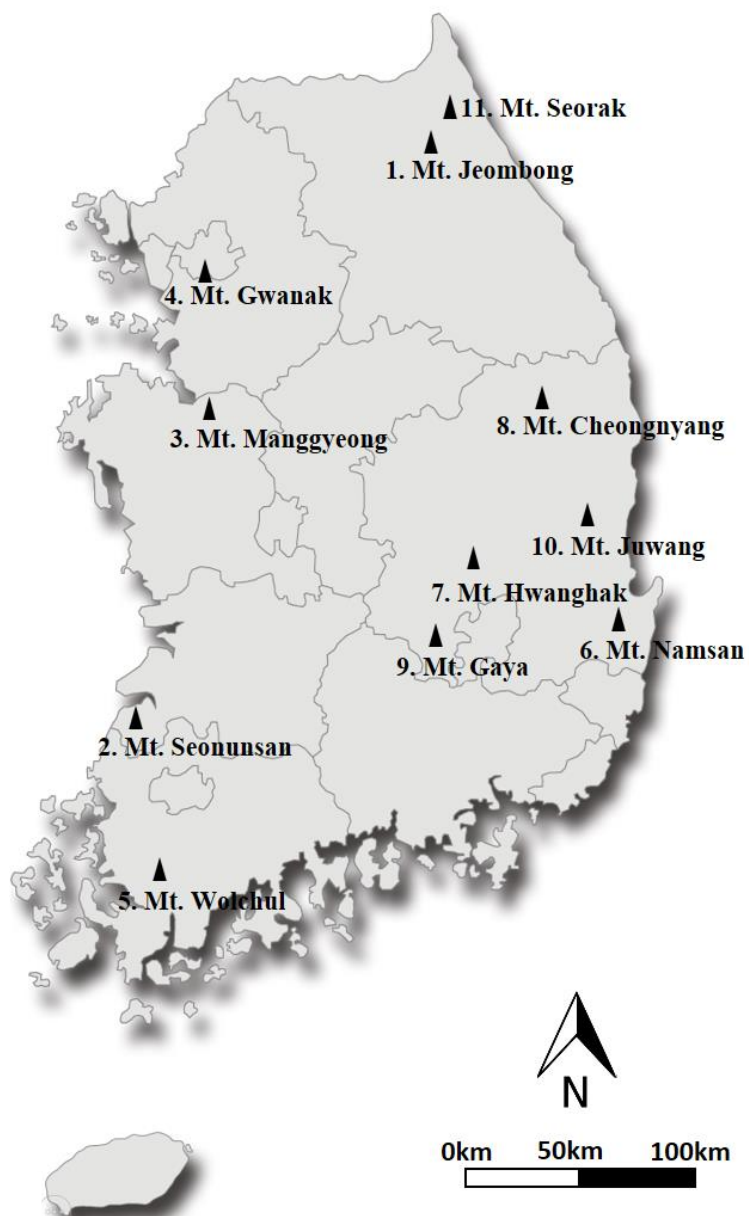 11. Mt. Seorak
1. Mt. Jeombong
4. Mt. Gwanak
8. Mt. Cheongnyang
3. Mt. Manggyeong
10. Mt. Juwang
7. Mt. Hwanghak
6. Mt. Namsan
9. Mt. Gaya
2. Mt. Seonunsan
5. Mt. Wolchul
N
0km 50km 100km